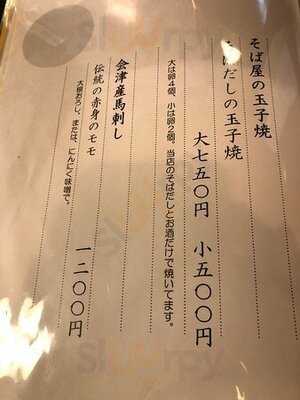 そば屋の玉子焼
だしの玉子焼
大七五〇円 小五〇〇円
大は卵4個、小は卵2個。当店のそばだしとお酒だけで焼いてます。
会津産馬刺し
伝統の赤身のモモ
一二〇〇円
大根おろし、または、にんにく味噌で。